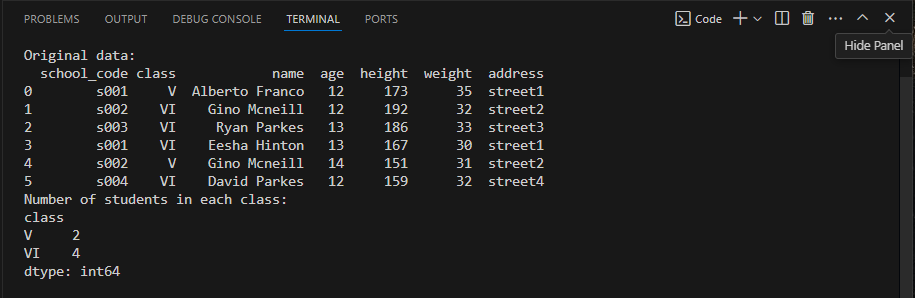 PROBLEMS OUTPUT DEBUG CONSOLE TERMINAL PORTS Code
Hide Panel
Original data:
  school_code class            name  age  height  weight  address
0        s001     V  Alberto Franco   12     173      35  street1
1        s002    VI    Gino Mcneill   12     192      32  street2
2        s003    VI     Ryan Parkes   13     186      33  street3
3        s001    VI    Eesha Hinton   13     167      30  street1
4        s002     V    Gino Mcneill   14     151      31  street2
5        s004    VI    David Parkes   12     159      32  street4
Number of students in each class:
class
V     2
VI    4
dtype: int64